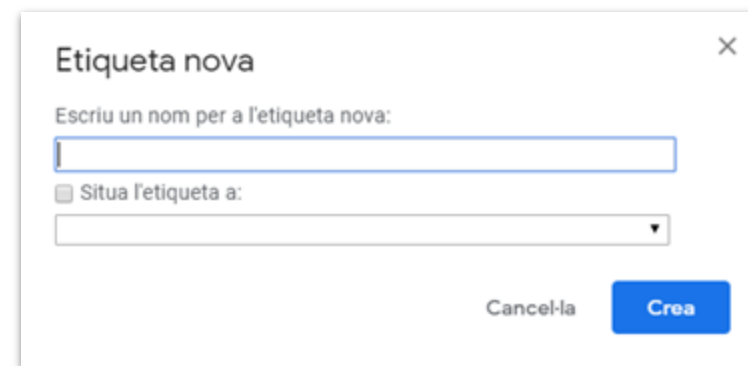 Etiqueta nova
Escriu un nom per a l'etiqueta nova:
Situa l'etiqueta a:
Cancel·la
Crea